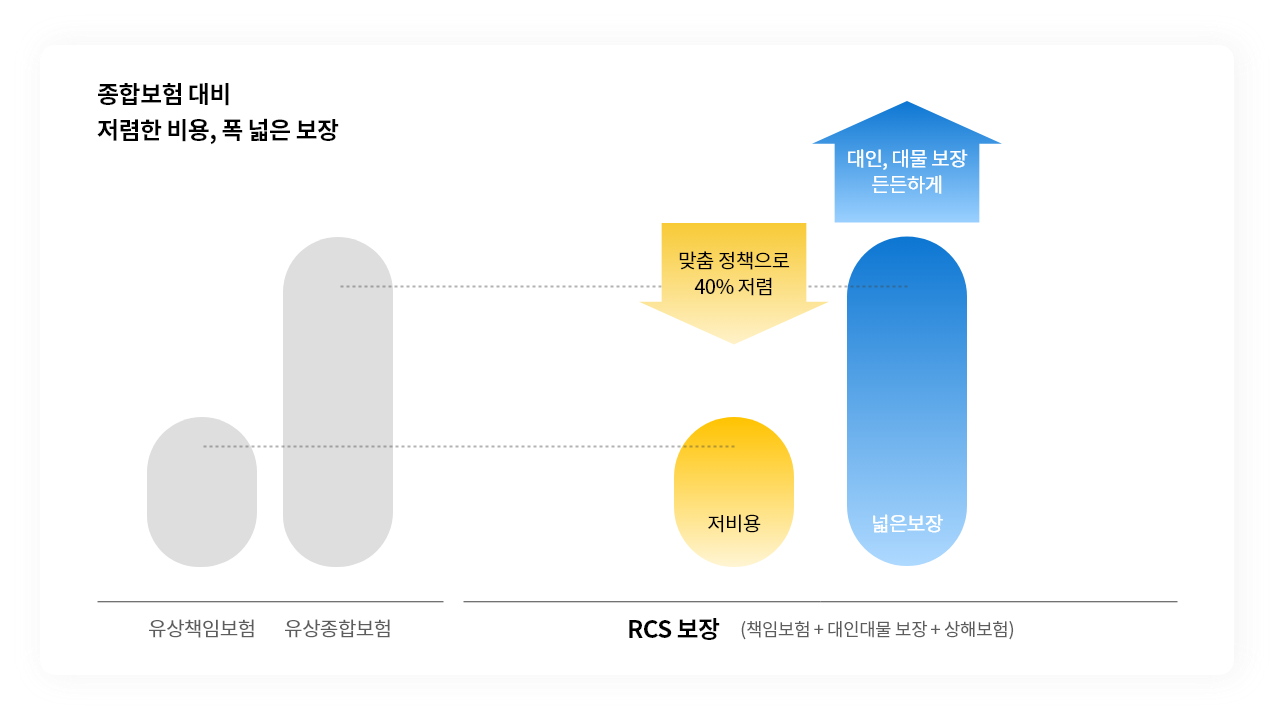 종합보험 대비
저렴한 비용, 폭 넓은 보장
대인, 대물 보장
든든하게
맞춤 정책으로
40% 저렴
저비용
넓은보장
유상책임보험
유상종합보험
RCS 보장 (책임보험 + 대인대물 보장 + 상해보험)